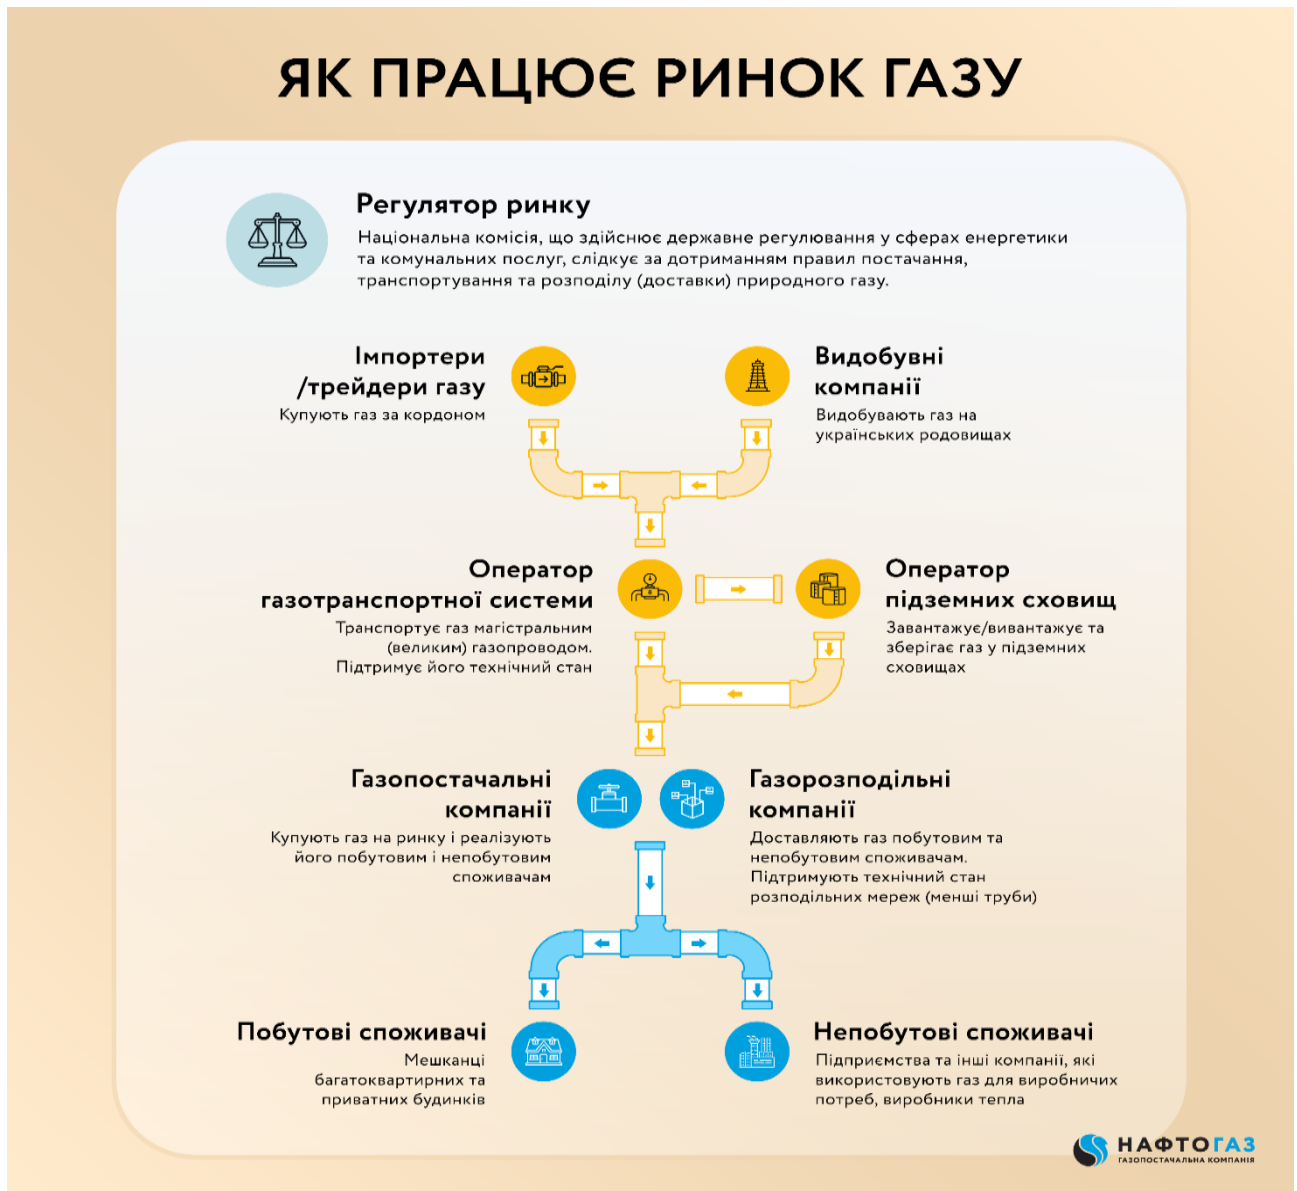 ЯК ПРАЦЮЄ РИНОК ГАЗУ
Регулятор ринку
Національна комісія, що здійснює державне регулювання у сферах енергетики
та комунальних послуг, слідкує за дотриманням правил постачання,
транспортування та розподілу (доставки) природного газу.
Імпортери
/трейдери газу
Купують газ за кордоном
Видобувні
компанії
Видобувають газ на
українських родовищах
Оператор
газотранспортної системи
Транспортує газ магістральним
(великим) газопроводом.
Підтримує його технічний стан
Оператор
підземних сховищ
Завантажує/вивантажує та
зберігає газ у підземних
сховищах
Газопостачальні
компанії
Купують газ на ринку і реалізують
його побутовим і непобутовим
споживачам
Газорозподільні
компанії
Доставляють газ побутовим та
непобутовим споживачам.
Підтримують технічний стан
розподільних мереж (менші труби)
Побутові споживачі
Мешканці
багатоквартирних та
приватних будинків
Непобутові споживачі
Підприємства та інші компанії, які
використовують газ для виробничих
потреб, виробники тепла
НАФТОГАЗ
ГАЗОПОСТАЧАЛЬНА КОМПАНІЯ